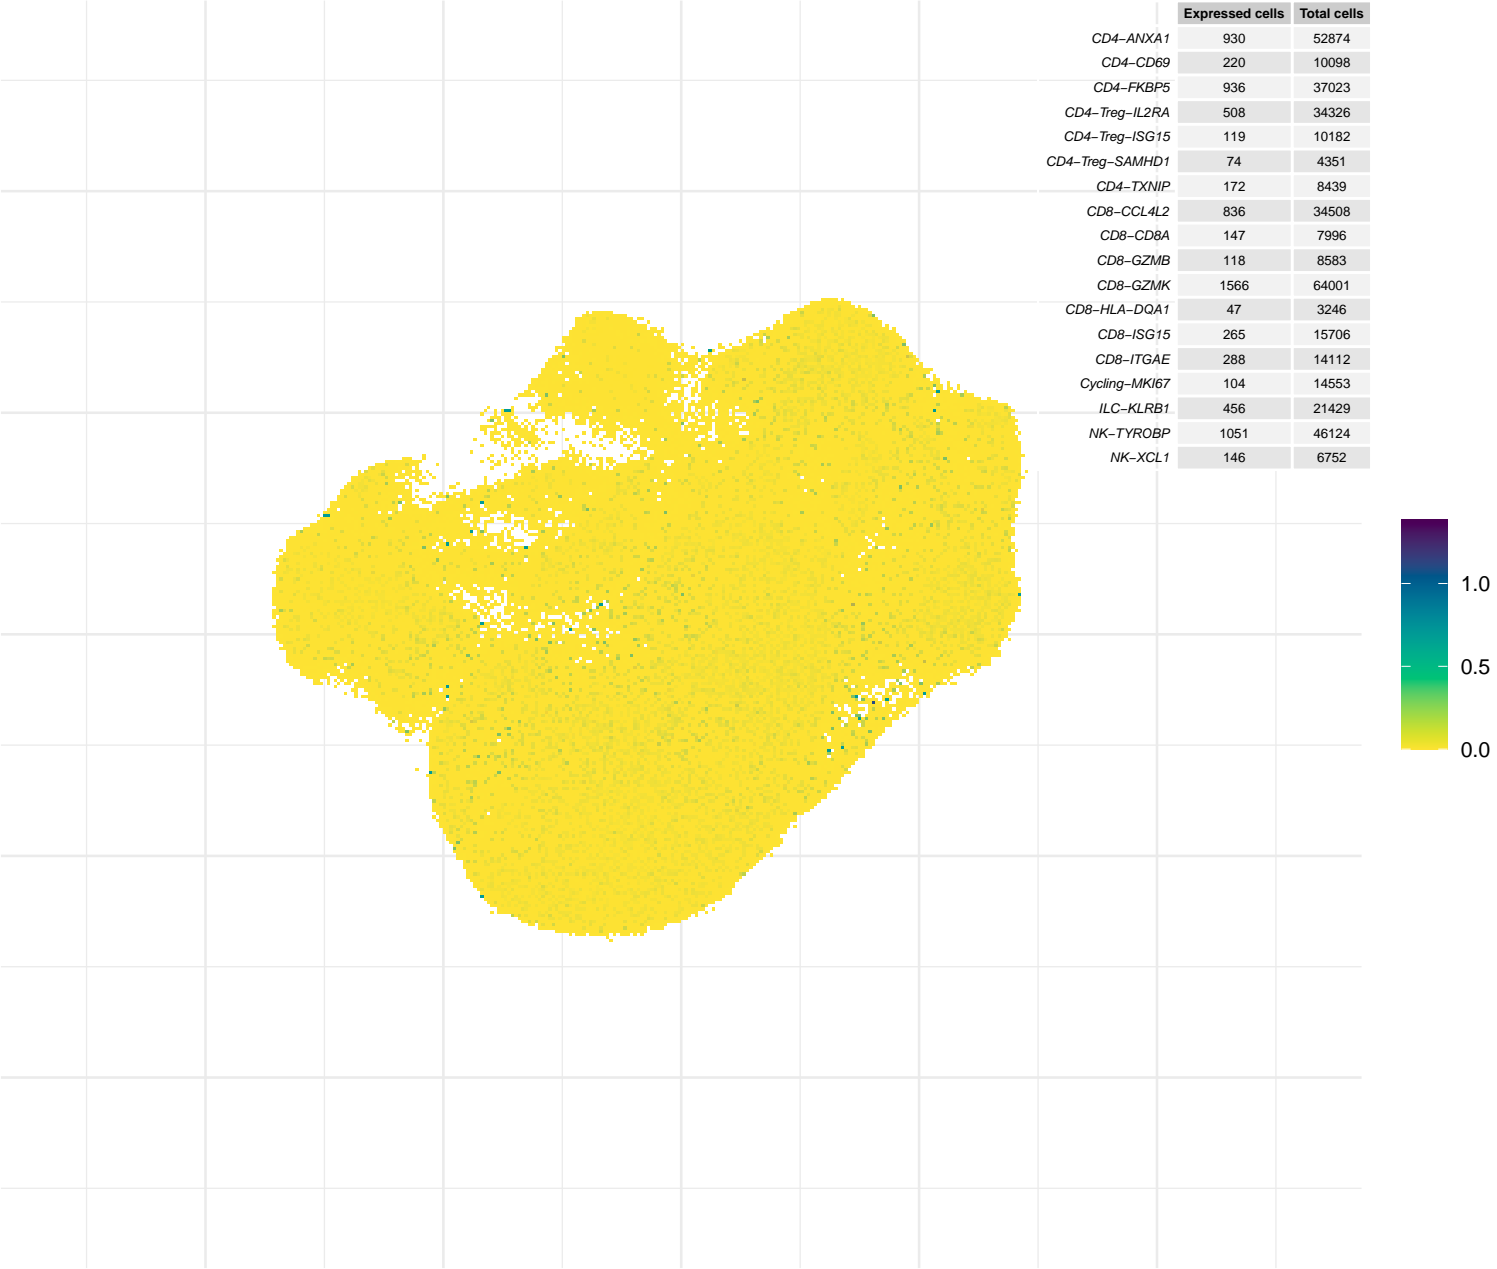 Expressed cells Total cells
CD4−ANXA1 930 52874
CD4−CD69 220 10098
CD4−FKBP5 936 37023
CD4−Treg−IL2RA 508 34326
CD4−Treg−ISG15 119 10182
CD4−Treg−SAMHD1 74 4351
CD4−TXNIP 172 8439
CD8−CCL4L2 836 34508
CD8−CD8A 147 7996
CD8−GZMB 118 8583
CD8−GZMK 1566 64001
CD8−HLA−DQA1 47 3246
CD8−ISG15 265 15706
CD8−ITGAE 288 14112
Cycling−MKI67 104 14553
ILC−KLRB1 456 21429
NK−TYROBP 1051 46124
NK−XCL1 146 6752
1.0
0.5
0.0